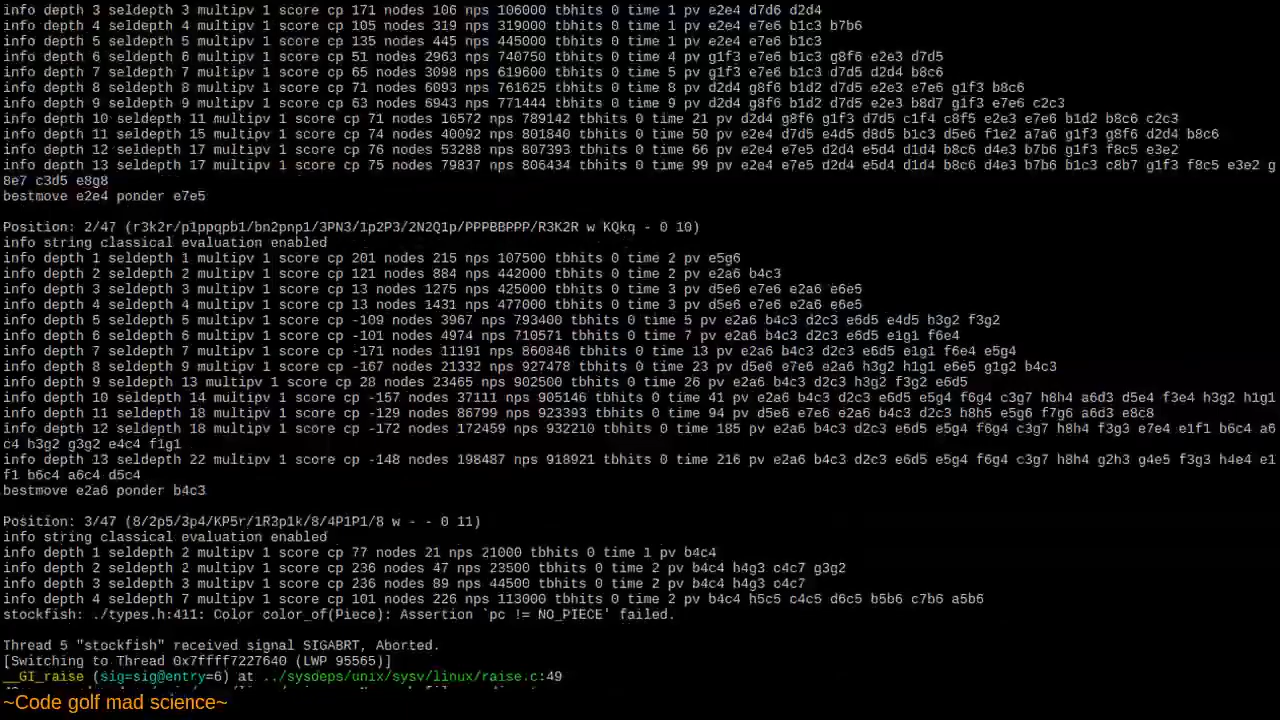 info depth 3 seldepth 3 multipv 1 score cp 171 nodes 106 nps 106000 tbhits 0 time 1 pv e2e4 d7d6 d2d4
info depth 4 seldepth 4 multipv 1 score cp 105 nodes 319 nps 319000 tbhits 0 time 1 pv e2e4 e7e6 b1c3 b7b6
info depth 5 seldepth 5 multipv 1 score cp 135 nodes 445 nps 445000 tbhits 0 time 1 pv e2e4 e7e6 b1c3
info depth 6 seldepth 6 multipv 1 score cp 51 nodes 2963 nps 740750 tbhits 0 time 4 pv g1f3 e7e6 b1c3 g8f6 e2e3 d7d5
info depth 7 seldepth 7 multipv 1 score cp 65 nodes 3098 nps 619600 tbhits 0 time 5 pv g1f3 e7e6 b1c3 d7d5 d2d4 b8c6
info depth 8 seldepth 8 multipv 1 score cp 71 nodes 6093 nps 761625 tbhits 0 time 8 pv d2d4 g8f6 b1d2 d7d5 e2e3 e7e6 g1f3 b8c6
info depth 9 seldepth 9 multipv 1 score cp 63 nodes 6943 nps 771444 tbhits 0 time 9 pv d2d4 g8f6 b1d2 d7d5 e2e3 b8d7 g1f3 e7e6 c2c3
info depth 10 seldepth 11 multipv 1 score cp 71 nodes 16572 nps 789142 tbhits 0 time 21 pv d2d4 g8f6 g1f3 d7d5 c1f4 c8f5 e2e3 e7e6 b1d2 b8c6 c2c3
info depth 11 seldepth 15 multipv 1 score cp 74 nodes 40092 nps 801840 tbhits 0 time 50 pv e2e4 d7d5 e4d5 d8d5 b1c3 d5e6 f1e2 a7a6 g1f3 g8f6 d2d4 b8c6
info depth 12 seldepth 17 multipv 1 score cp 76 nodes 53288 nps 807393 tbhits 0 time 66 pv e2e4 e7e5 d2d4 e5d4 d1d4 b8c6 d4e3 b7b6 g1f3 f8c5 e3e2
info depth 13 seldepth 17 multipv 1 score cp 75 nodes 79837 nps 806434 tbhits 0 time 99 pv e2e4 e7e5 d2d4 e5d4 d1d4 b8c6 d4e3 b7b6 b1c3 c8b7 g1f3 f8c5 e3e2 g
8e7 c3d5 e8g8
bestmove e2e4 ponder e7e5
Position: 2/47 (r3k2r/p1ppqpb1/bn2pnp1/3PN3/1p2P3/2N2Q1p/PPPBBPPP/R3K2R w KQkq - 0 10)
info string classical evaluation enabled
info depth 1 seldepth 1 multipv 1 score cp 201 nodes 215 nps 107500 tbhits 0 time 2 pv e5g6
info depth 2 seldepth 2 multipv 1 score cp 121 nodes 884 nps 442000 tbhits 0 time 2 pv e2a6 b4c3
info depth 3 seldepth 3 multipv 1 score cp 13 nodes 1275 nps 425000 tbhits 0 time 3 pv d5e6 e7e6 e2a6 e6e5
info depth 4 seldepth 4 multipv 1 score cp 13 nodes 1431 nps 477000 tbhits 0 time 3 pv d5e6 e7e6 e2a6 e6e5
info depth 5 seldepth 5 multipv 1 score cp -109 nodes 3967 nps 793400 tbhits 0 time 5 pv e2a6 b4c3 d2c3 e6d5 e4d5 h3g2 f3g2
info depth 6 seldepth 6 multipv 1 score cp -101 nodes 4974 nps 710571 tbhits 0 time 7 pv e2a6 b4c3 d2c3 e6d5 e1g1 f6e4
info depth 7 seldepth 7 multipv 1 score cp -171 nodes 11191 nps 860846 tbhits 0 time 13 pv e2a6 b4c3 d2c3 e6d5 e1g1 f6e4 e5g4
info depth 8 seldepth 9 multipv 1 score cp -167 nodes 21332 nps 927478 tbhits 0 time 23 pv d5e6 e7e6 e2a6 h3g2 h1g1 e6e5 g1g2 b4c3
info depth 9 seldepth 13 multipv 1 score cp 28 nodes 23465 nps 902500 tbhits 0 time 26 pv e2a6 b4c3 d2c3 h3g2 f3g2 e6d5
info depth 10 seldepth 14 multipv 1 score cp -157 nodes 37111 nps 905146 tbhits 0 time 41 pv e2a6 b4c3 d2c3 e6d5 e5g4 f6g4 c3g7 h8h4 a6d3 d5e4 f3e4 h3g2 h1g1
info depth 11 seldepth 18 multipv 1 score cp -129 nodes 86799 nps 923393 tbhits 0 time 94 pv d5e6 e7e6 e2a6 b4c3 d2c3 h8h5 e5g6 f7g6 a6d3 e8c8
info depth 12 seldepth 18 multipv 1 score cp -172 nodes 172459 nps 932210 tbhits 0 time 185 pv e2a6 b4c3 d2c3 e6d5 e5g4 f6g4 c3g7 h8h4 f3g3 e7e4 e1f1 b6c4 a6
c4 h3g2 g3g2 e4c4 f1g1
info depth 13 seldepth 22 multipv 1 score cp -148 nodes 198487 nps 918921 tbhits 0 time 216 pv e2a6 b4c3 d2c3 e6d5 e5g4 f6g4 c3g7 h8h4 g2h3 g4e5 f3g3 h4e4 e1
f1 b6c4 a6c4 d5c4
bestmove e2a6 ponder b4c3
Position: 3/47 (8/2p5/3p4/KP5r/1R3p1k/8/4P1P1/8 w - - 0 11)
info string classical evaluation enabled
info depth 1 seldepth 2 multipv 1 score cp 77 nodes 21 nps 21000 tbhits 0 time 1 pv b4c4
info depth 2 seldepth 2 multipv 1 score cp 236 nodes 47 nps 23500 tbhits 0 time 2 pv b4c4 h4g3 c4c7 g3g2
info depth 3 seldepth 3 multipv 1 score cp 236 nodes 89 nps 44500 tbhits 0 time 2 pv b4c4 h4g3 c4c7
info depth 4 seldepth 7 multipv 1 score cp 101 nodes 226 nps 113000 tbhits 0 time 2 pv b4c4 h5c5 c4c5 d6c5 b5b6 c7b6 a5b6
stockfish: ./types.h:411: Color color_of(Piece): Assertion `pc != NO_PIECE' failed.
Thread 5 "stockfish" received signal SIGABRT, Aborted.
[Switching to Thread 0x7ffff7227640 (LWP 95565)]
__GI_raise (sig=sig@entry=6) at ../sysdeps/unix/sysv/linux/raise.c:49
~Code golf mad science~